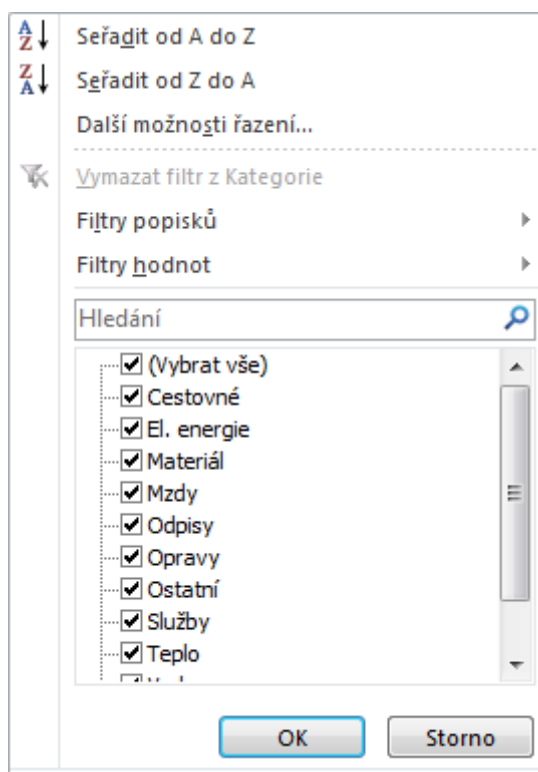 Seřadit od A do Z
Seřadit od Z do A
Další možnosti řazení...
Vymazat filtr z Kategorie
Filtry popisků
Filtry hodnot
Hledání
(Vybrat vše)
Cestovné
El. energie
Materiál
Mzdy
Odpisy
Opravy
Ostatní
Služby
Teplo
OK Storno